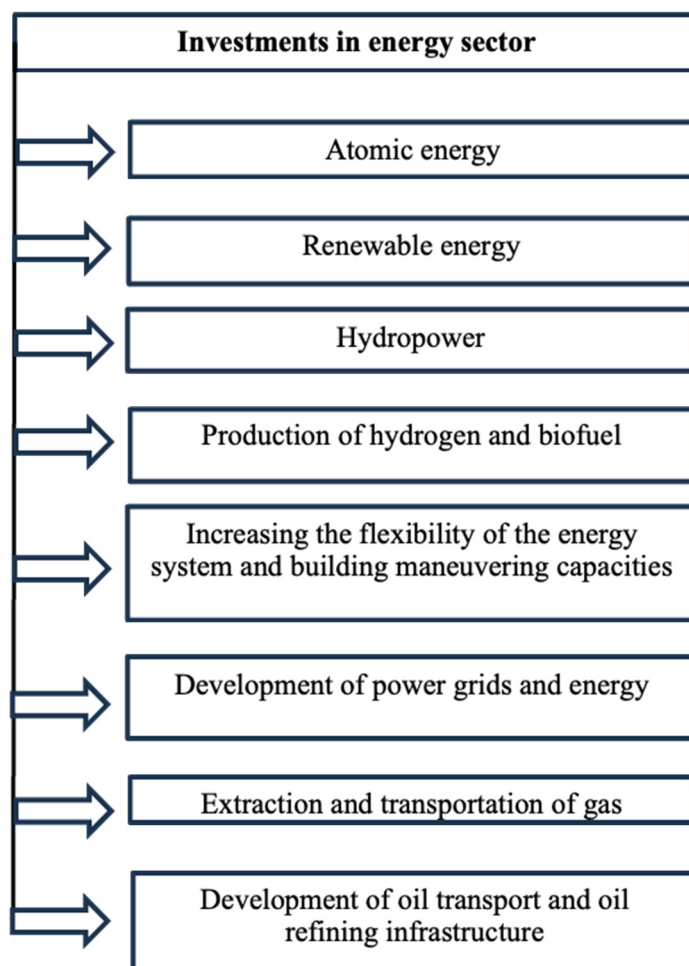 Investments in energy sector
Atomic energy
Renewable energy
Hydropower
Production of hydrogen and biofuel
Increasing the flexibility of the energy
system and building maneuvering capacities
Development of power grids and energy
Extraction and transportation of gas
Development of oil transport and oil
refining infrastructure